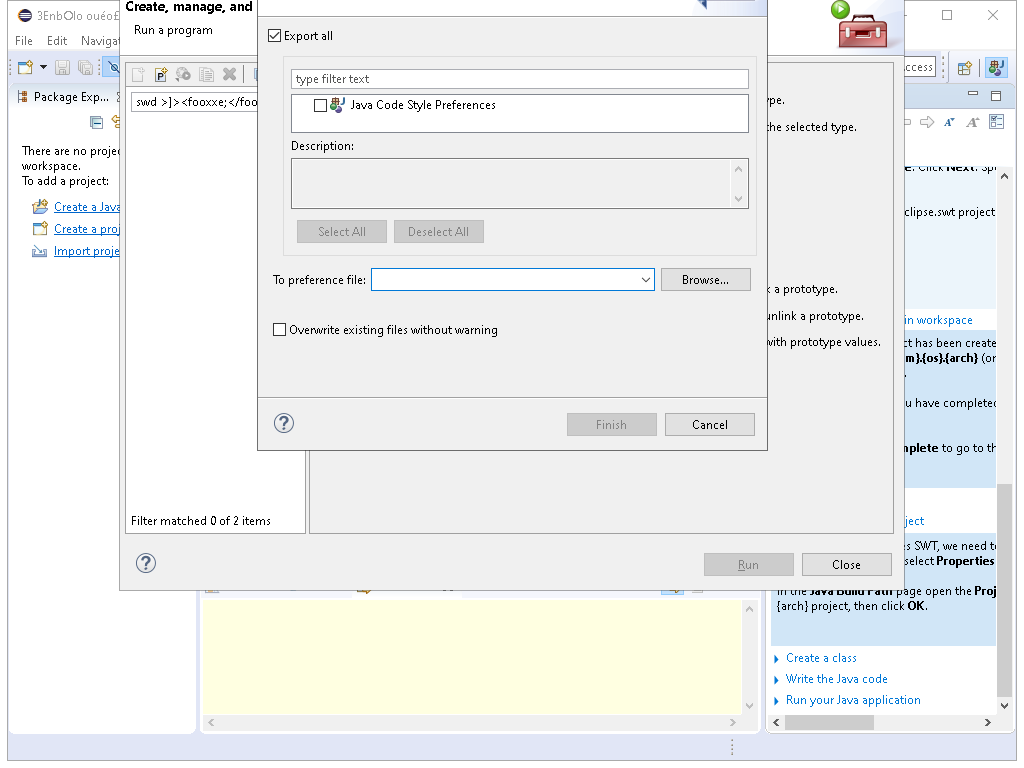 3EnbOlo
File Edit Navigat
Create, manage, and
Run a program
Package Exp...
There are no projec
workspace.
To add a project:
Create a Java
Create a proj
Import proje
swd >]><fooxxe;</foo
Filter matched 0 of 2 items
Export all
type filter text
Java Code Style Preferences
Description:
Select All Deselect All
To preference file: Browse...
Overwrite existing files without warning
Finish Cancel
Run Close
ccess
ype.
he selected type.
k a prototype.
unlink a prototype.
with prototype values.
e. Click Next. Sp
clipse.swt project
in workspace
ct has been create
m}.{os}.{arch} (or
u have completed
nplete to go to th
ject
s SWT, we need to
select Properties
In the Java Build Path page open the Proj
{arch} project, then click OK.
Create a class
Write the Java code
Run your Java application